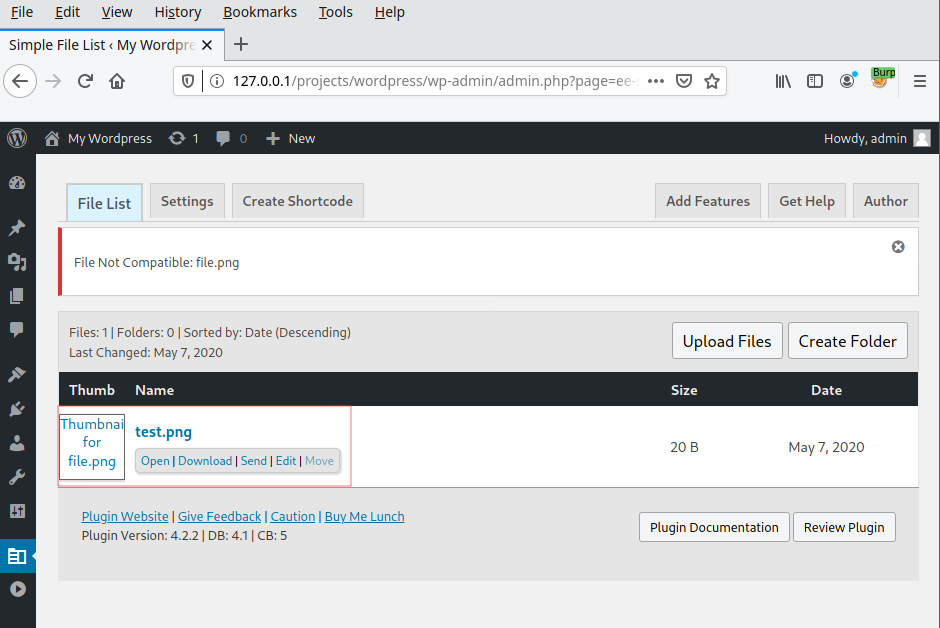 File Edit View History Bookmarks Tools Help
Simple File List ‹ My Wordpre
127.0.0.1/projects/wordpress/wp-admin/admin.php?page=ee-
Burp
My Wordpress 1 0 New Howdy, admin
File List Settings Create Shortcode Add Features Get Help Author
File Not Compatible: file.png
Files: 1 | Folders: 0 | Sorted by: Date (Descending)
Last Changed: May 7, 2020
Upload Files Create Folder
Thumb Name Size Date
Thumbnai
for
file.png
test.png
Open | Download | Send | Edit | Move
20 B May 7, 2020
Plugin Website | Give Feedback | Caution | Buy Me Lunch
Plugin Version: 4.2.2 | DB: 4.1 | CB: 5
Plugin Documentation Review Plugin